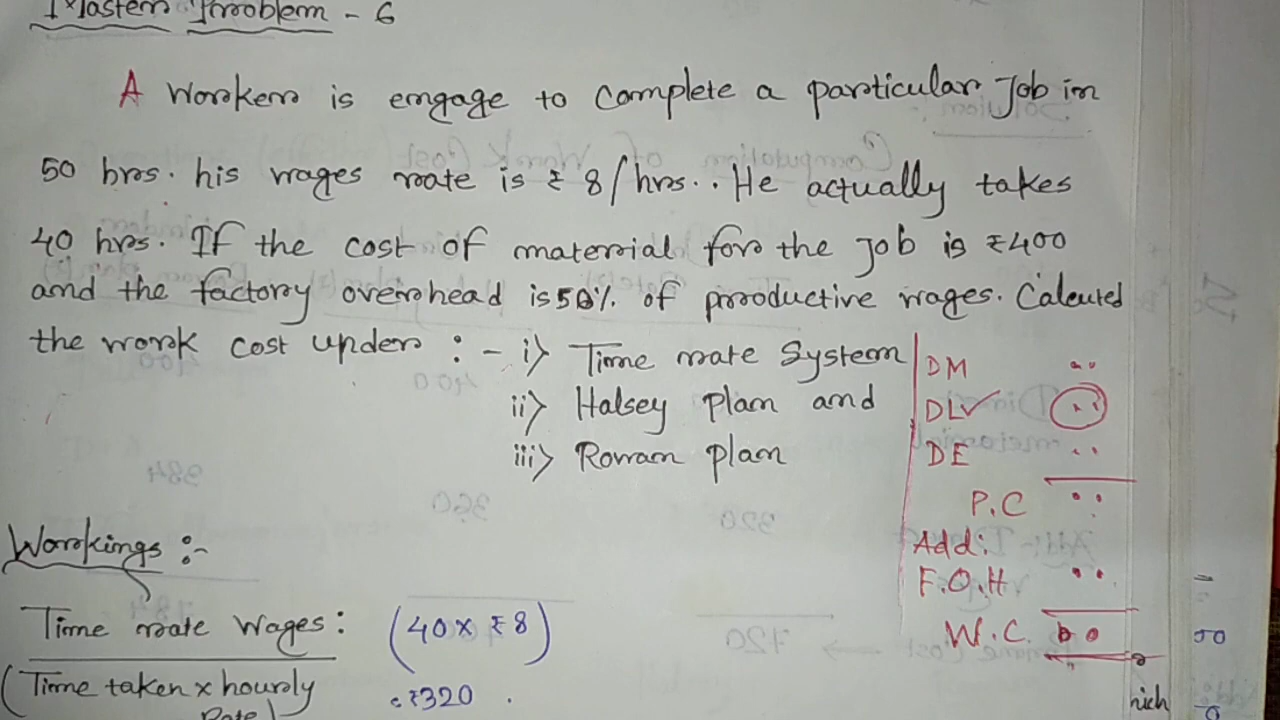 Master Problem - 6
A Worker is engage to complete a particular Job in
50 hrs. his wages rate is ₹ 8/hrs.. He actually takes
40 hrs. If the cost of material for the job is ₹400
and the factory overhead is 50% of productive wages. Calculed
the work cost under :- i) Time rate System
ii) Halsey plan and
iii) Rowan plan
DM ..
DL ✓ ..
DE ..
P.C ..
Add:
F.O.H ..
W.C.
Workings :-
Time rate wages: (40 x ₹8)
(Time taken x hourly
Rate)
= ₹320.
hich